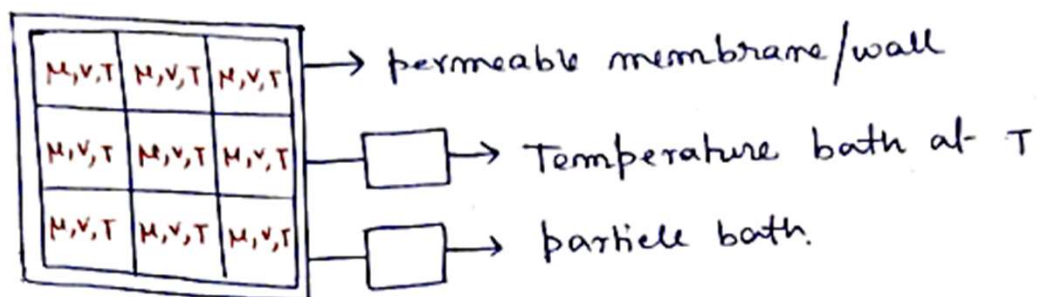 μ,V,T μ,V,T μ,V,T → permeable membrane/wall
μ,V,T μ,V,T μ,V,T → Temperature bath at T
μ,V,T μ,V,T μ,V,T → particle bath.